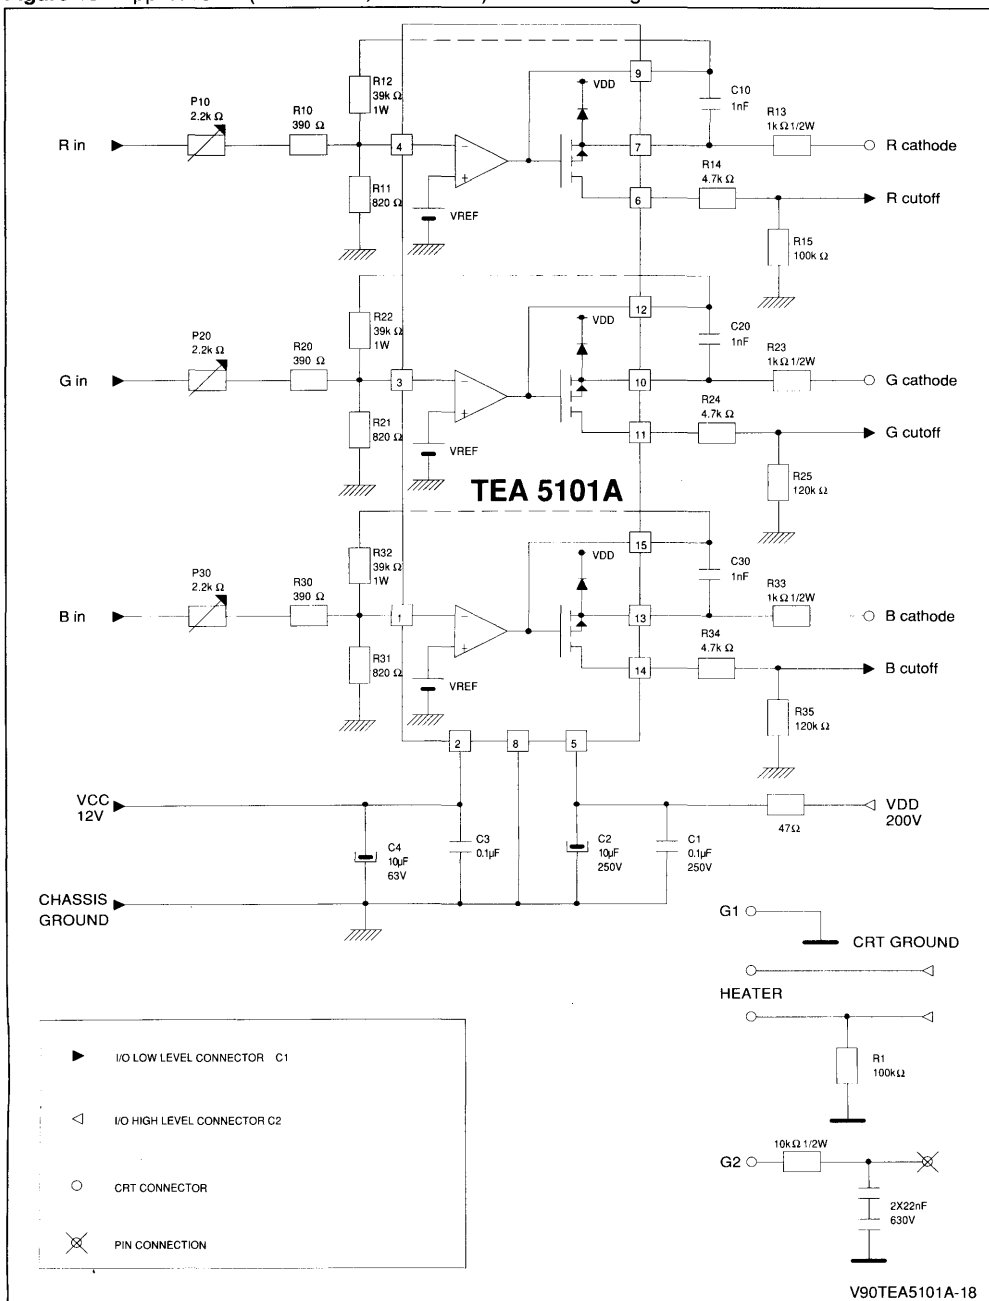 R12
39k Ω
1W
P10
2.2k Ω
R10
390 Ω
R in
4
R11
820 Ω
VREF
VDD
9
7
6
C10
1nF
R13
1k Ω 1/2W
R cathode
R14
4.7k Ω
R cutoff
R15
100k Ω
R22
39k Ω
1W
P20
2.2k Ω
R20
390 Ω
G in
3
R21
820 Ω
VREF
VDD
12
10
11
C20
1nF
R23
1k Ω 1/2W
G cathode
R24
4.7k Ω
G cutoff
R25
120k Ω
TEA 5101A
R32
39k Ω
1W
P30
2.2k Ω
R30
390 Ω
B in
1
R31
820 Ω
VREF
VDD
15
13
14
C30
1nF
R33
1k Ω 1/2W
B cathode
R34
4.7k Ω
B cutoff
R35
120k Ω
2
8
5
VCC
12V
C4
10µF
63V
C3
0.1µF
C2
10µF
250V
C1
0.1µF
250V
47Ω
VDD
200V
CHASSIS
GROUND
G1
CRT GROUND
HEATER
R1
100kΩ
10kΩ 1/2W
G2
2X22nF
630V
I/O LOW LEVEL CONNECTOR C1
I/O HIGH LEVEL CONNECTOR C2
CRT CONNECTOR
PIN CONNECTION
V90TEA5101A-18